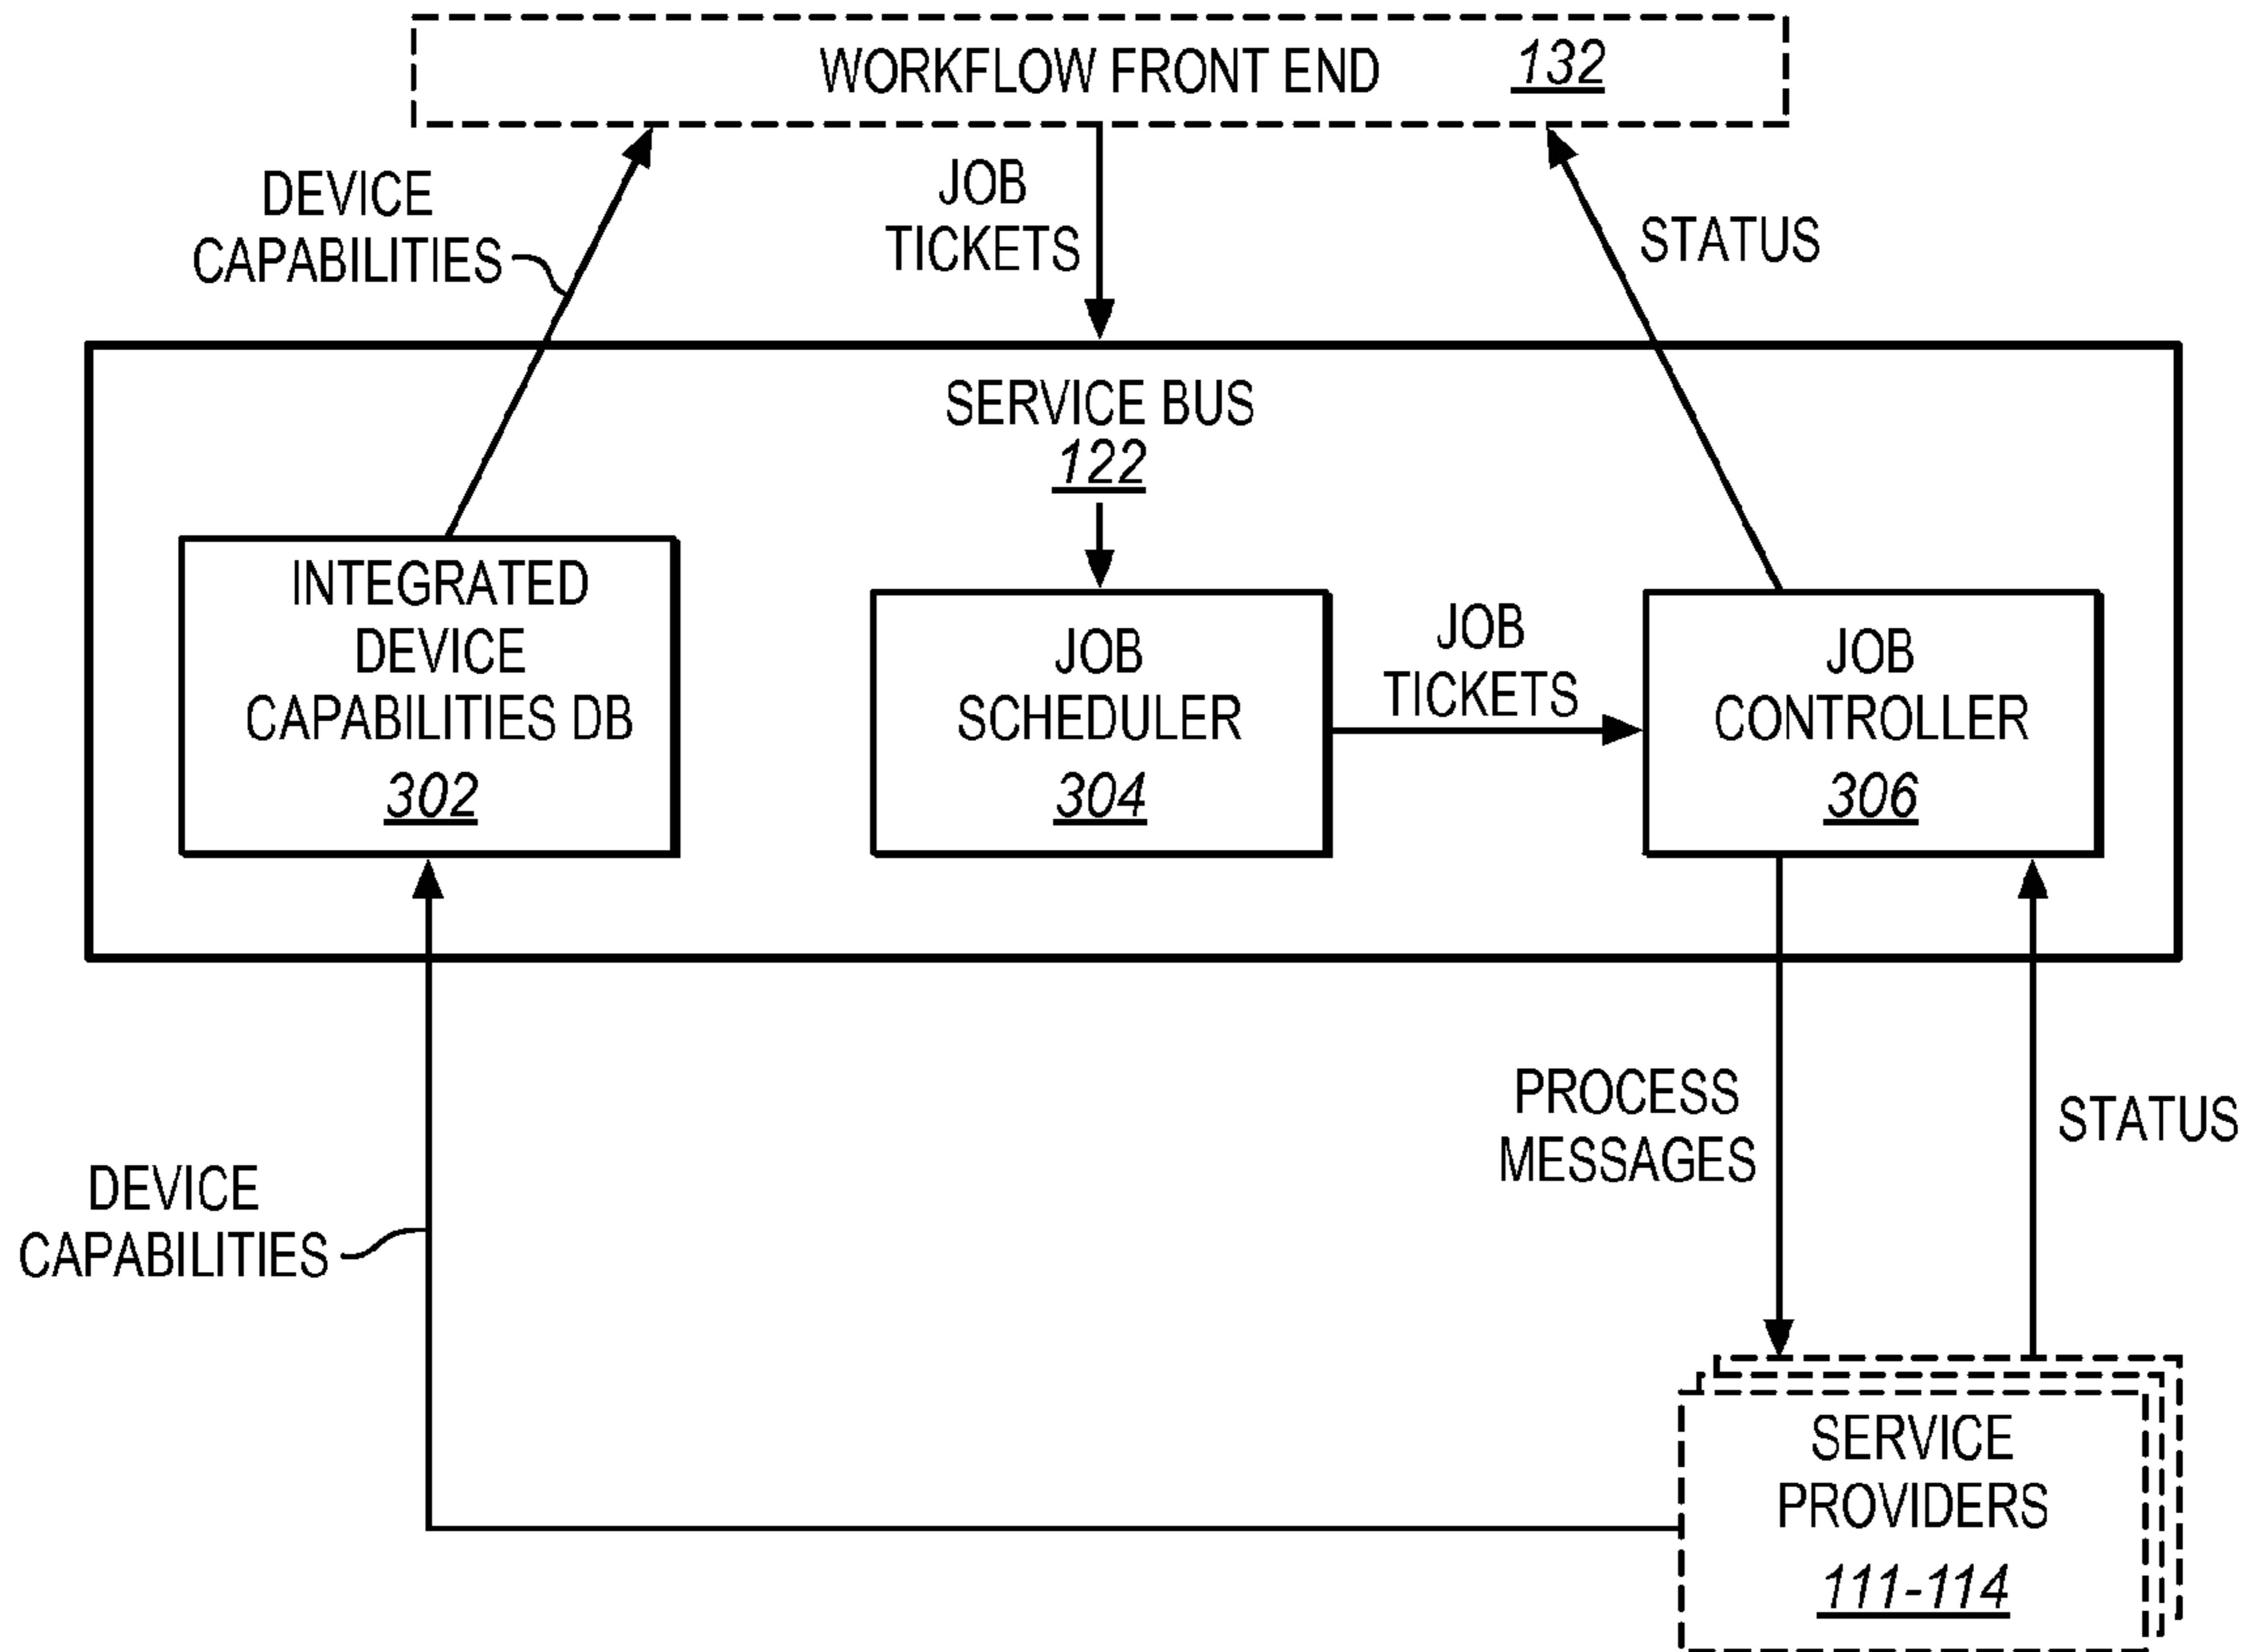 WORKFLOW FRONT END 132
DEVICE
CAPABILITIES
JOB
TICKETS
STATUS
SERVICE BUS
122
INTEGRATED
DEVICE
CAPABILITIES DB
302
JOB
SCHEDULER
304
JOB
TICKETS
JOB
CONTROLLER
306
PROCESS
MESSAGES
STATUS
DEVICE
CAPABILITIES
SERVICE
PROVIDERS
111-114